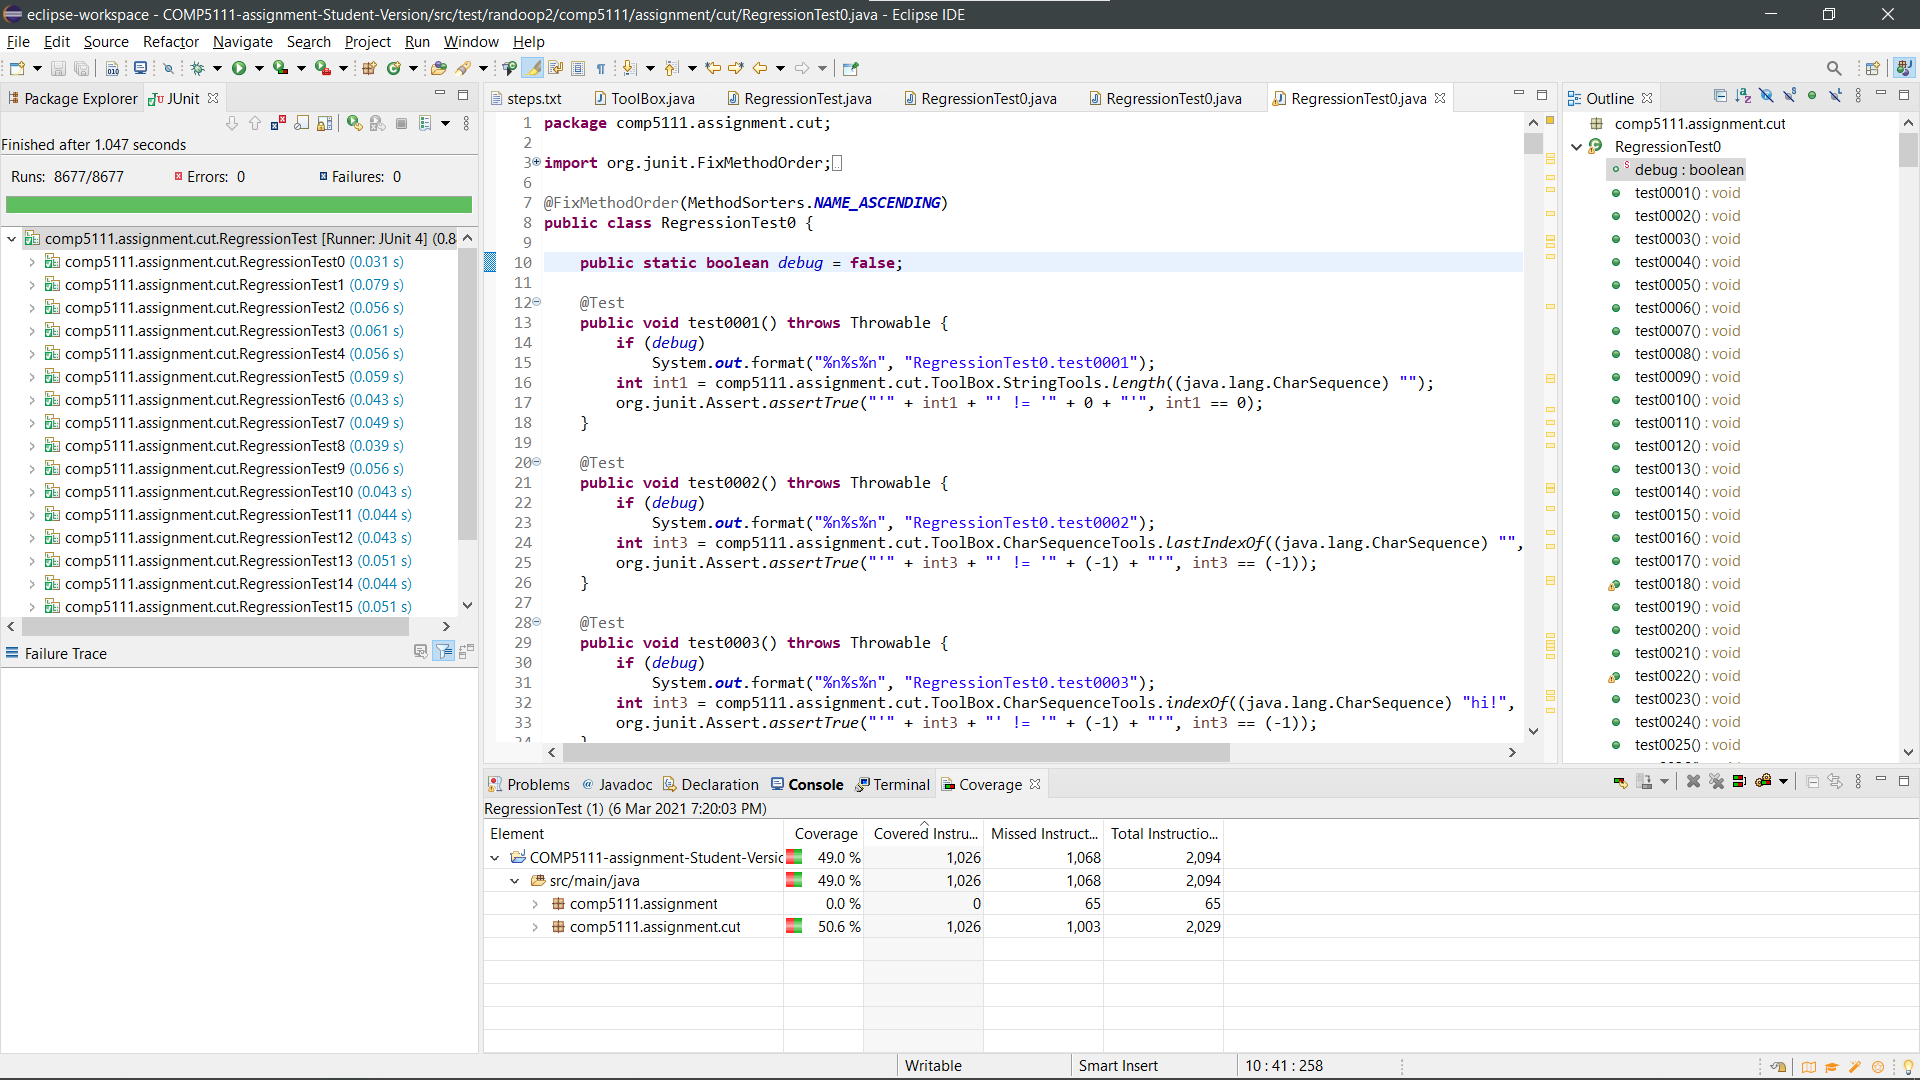 eclipse-workspace - COMP5111-assignment-Student-Version/src/test/randoop2/comp5111/assignment/cut/RegressionTest0.java - Eclipse IDE
File Edit Source Refactor Navigate Search Project Run Window Help
Package Explorer JUnit
Finished after 1.047 seconds
Runs: 8677/8677 Errors: 0 Failures: 0
comp5111.assignment.cut.RegressionTest [Runner: JUnit 4] (0.8
comp5111.assignment.cut.RegressionTest0 (0.031 s)
comp5111.assignment.cut.RegressionTest1 (0.079 s)
comp5111.assignment.cut.RegressionTest2 (0.056 s)
comp5111.assignment.cut.RegressionTest3 (0.061 s)
comp5111.assignment.cut.RegressionTest4 (0.056 s)
comp5111.assignment.cut.RegressionTest5 (0.059 s)
comp5111.assignment.cut.RegressionTest6 (0.043 s)
comp5111.assignment.cut.RegressionTest7 (0.049 s)
comp5111.assignment.cut.RegressionTest8 (0.039 s)
comp5111.assignment.cut.RegressionTest9 (0.056 s)
comp5111.assignment.cut.RegressionTest10 (0.043 s)
comp5111.assignment.cut.RegressionTest11 (0.044 s)
comp5111.assignment.cut.RegressionTest12 (0.043 s)
comp5111.assignment.cut.RegressionTest13 (0.051 s)
comp5111.assignment.cut.RegressionTest14 (0.044 s)
comp5111.assignment.cut.RegressionTest15 (0.051 s)
Failure Trace
steps.txt ToolBox.java RegressionTest.java RegressionTest0.java RegressionTest0.java RegressionTest0.java
1 package comp5111.assignment.cut;
2
3 import org.junit.FixMethodOrder;
6
7 @FixMethodOrder(MethodSorters.NAME_ASCENDING)
8 public class RegressionTest0 {
9
10 public static boolean debug = false;
11
12 @Test
13 public void test0001() throws Throwable {
14 if (debug)
15 System.out.format("%n%s%n", "RegressionTest0.test0001");
16 int int1 = comp5111.assignment.cut.ToolBox.StringTools.length((java.lang.CharSequence) "");
17 org.junit.Assert.assertTrue("'" + int1 + "' != '" + 0 + "'", int1 == 0);
18 }
19
20 @Test
21 public void test0002() throws Throwable {
22 if (debug)
23 System.out.format("%n%s%n", "RegressionTest0.test0002");
24 int int3 = comp5111.assignment.cut.ToolBox.CharSequenceTools.lastIndexOf((java.lang.CharSequence) "",
25 org.junit.Assert.assertTrue("'" + int3 + "' != '" + (-1) + "'", int3 == (-1));
26 }
27
28 @Test
29 public void test0003() throws Throwable {
30 if (debug)
31 System.out.format("%n%s%n", "RegressionTest0.test0003");
32 int int3 = comp5111.assignment.cut.ToolBox.CharSequenceTools.indexOf((java.lang.CharSequence) "hi!",
33 org.junit.Assert.assertTrue("'" + int3 + "' != '" + (-1) + "'", int3 == (-1));
34 }
Outline
comp5111.assignment.cut
RegressionTest0
debug : boolean
test0001() : void
test0002() : void
test0003() : void
test0004() : void
test0005() : void
test0006() : void
test0007() : void
test0008() : void
test0009() : void
test0010() : void
test0011() : void
test0012() : void
test0013() : void
test0014() : void
test0015() : void
test0016() : void
test0017() : void
test0018() : void
test0019() : void
test0020() : void
test0021() : void
test0022() : void
test0023() : void
test0024() : void
test0025() : void
Problems Javadoc Declaration Console Terminal Coverage
RegressionTest (1) (6 Mar 2021 7:20:03 PM)
Element Coverage Covered Instru... Missed Instruct... Total Instructio...
COMP5111-assignment-Student-Versic 49.0 % 1,026 1,068 2,094
src/main/java 49.0 % 1,026 1,068 2,094
comp5111.assignment 0.0 % 0 65 65
comp5111.assignment.cut 50.6 % 1,026 1,003 2,029
Writable Smart Insert 10 : 41 : 258